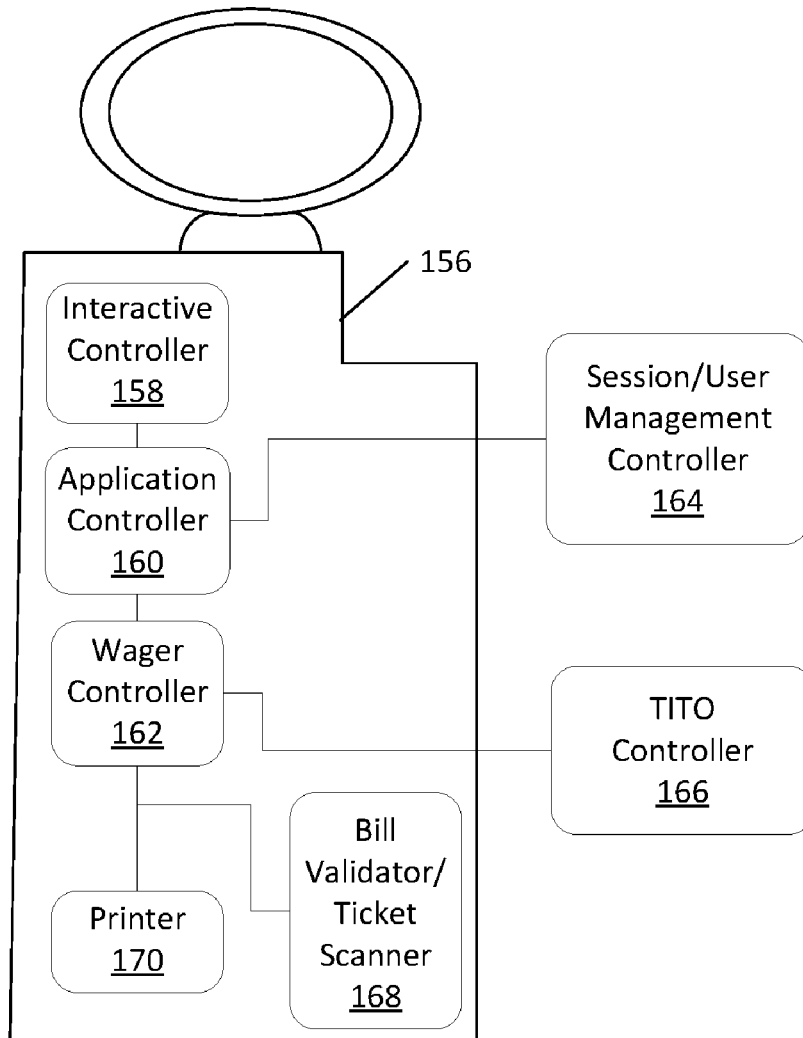 156
Interactive
Controller
158
Session/User
Management
Controller
164
Application
Controller
160
Wager
Controller
162
TITO
Controller
166
Bill
Validator/
Ticket
Scanner
168
Printer
170